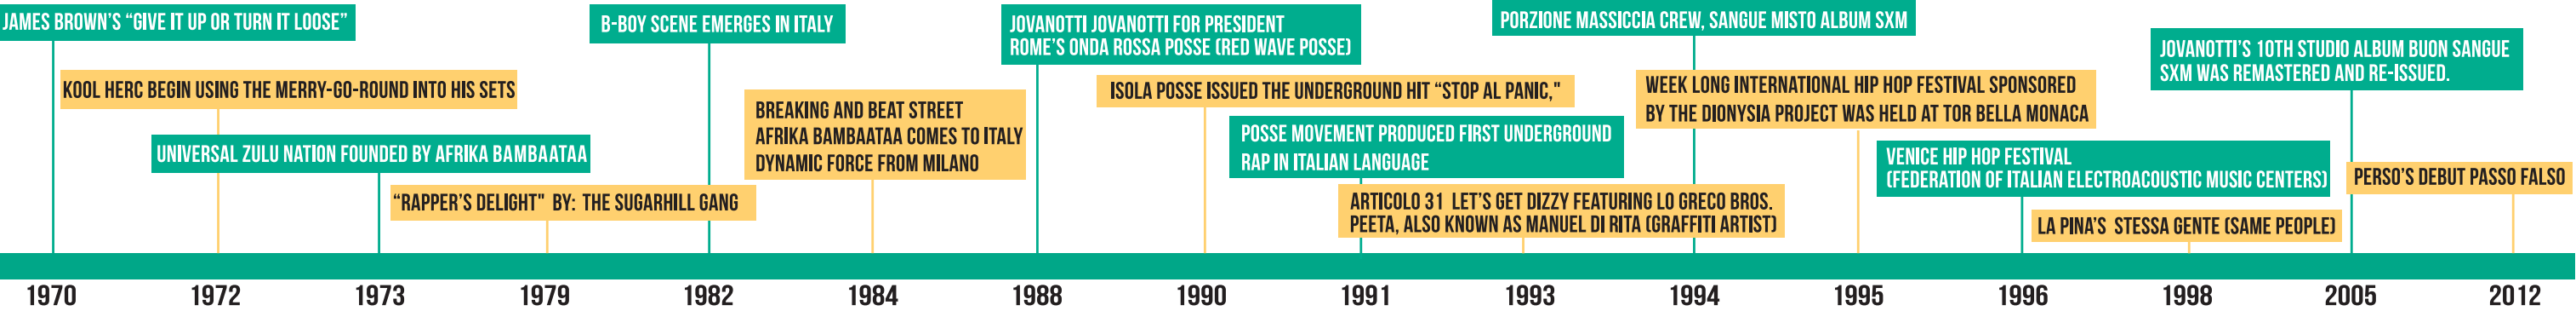 JAMES BROWN'S “GIVE IT UP OR TURN IT LOOSE”
KOOL HERC BEGIN USING THE MERRY-GO-ROUND INTO HIS SETS
UNIVERSAL ZULU NATION FOUNDED BY AFRIKA BAMBAATAA
“RAPPER'S DELIGHT" BY: THE SUGARHILL GANG
B-BOY SCENE EMERGES IN ITALY
BREAKING AND BEAT STREET
AFRIKA BAMBAATAA COMES TO ITALY
DYNAMIC FORCE FROM MILANO
JOVANOTTI JOVANOTTI FOR PRESIDENT
ROME'S ONDA ROSSA POSSE (RED WAVE POSSE)
ISOLA POSSE ISSUED THE UNDERGROUND HIT “STOP AL PANIC,"
POSSE MOVEMENT PRODUCED FIRST UNDERGROUND
RAP IN ITALIAN LANGUAGE
ARTICOLO 31 LET'S GET DIZZY FEATURING LO GRECO BROS.
PEETA, ALSO KNOWN AS MANUEL DI RITA (GRAFFITI ARTIST)
PORZIONE MASSICCIA CREW, SANGUE MISTO ALBUM SXM
WEEK LONG INTERNATIONAL HIP HOP FESTIVAL SPONSORED
BY THE DIONYSIA PROJECT WAS HELD AT TOR BELLA MONACA
VENICE HIP HOP FESTIVAL
(FEDERATION OF ITALIAN ELECTROACOUSTIC MUSIC CENTERS)
LA PINA'S STESSA GENTE (SAME PEOPLE)
JOVANOTTI'S 10TH STUDIO ALBUM BUON SANGUE
SXM WAS REMASTERED AND RE-ISSUED.
PERSO'S DEBUT PASSO FALSO
1970 1972 1973 1979 1982 1984 1988 1990 1991 1993 1994 1995 1996 1998 2005 2012